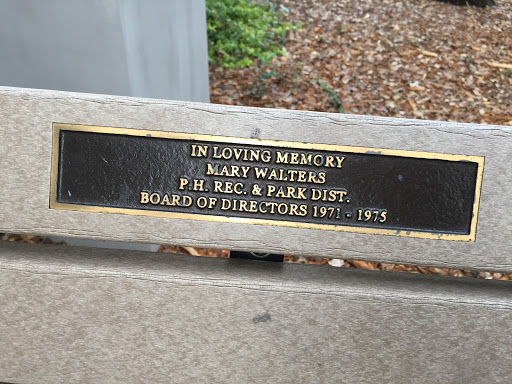 IN LOVING MEMORY
MARY WALTERS
P.H. REC. & PARK DIST.
BOARD OF DIRECTORS 1971 - 1975